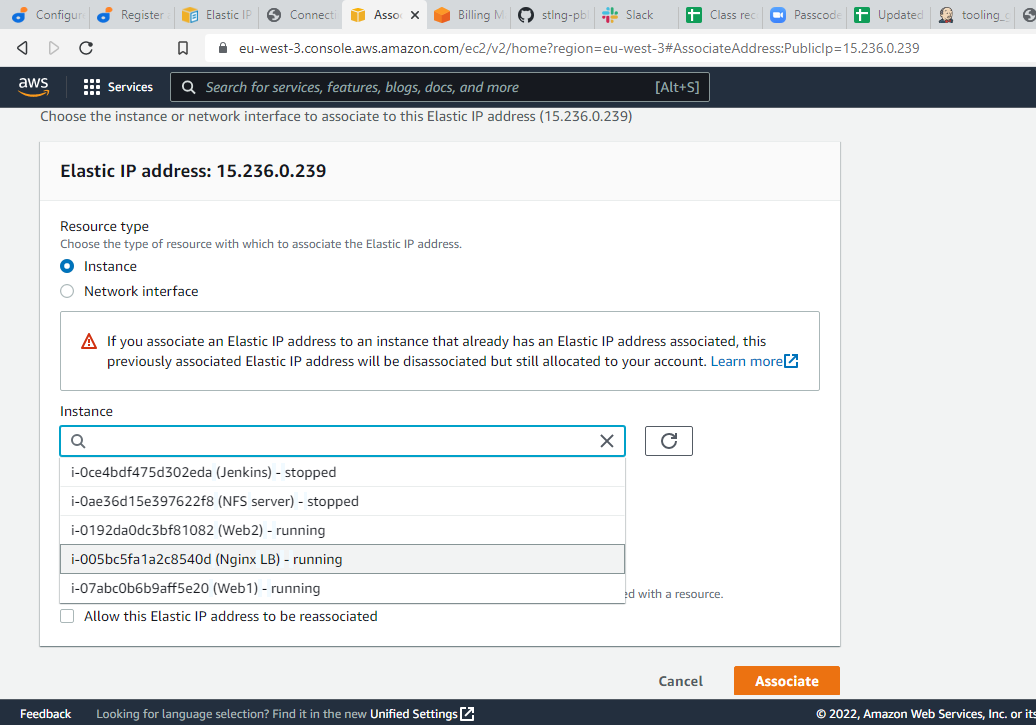 Configur
Register
Elastic IP
Connecti
Asso
Billing M
stlng-pb
Slack
Class rec
Passcode
Updated
tooling_
eu-west-3.console.aws.amazon.com/ec2/v2/home?region=eu-west-3#AssociateAddress:PublicIp=15.236.0.239
aws
Services
Search for services, features, blogs, docs, and more
[Alt+S]
Choose the instance or network interface to associate to this Elastic IP address (15.236.0.239)
Elastic IP address: 15.236.0.239
Resource type
Choose the type of resource with which to associate the Elastic IP address.
Instance
Network interface
If you associate an Elastic IP address to an instance that already has an Elastic IP address associated, this
previously associated Elastic IP address will be disassociated but still allocated to your account. Learn more
Instance
i-0ce4bdf475d302eda (Jenkins) - stopped
i-0ae36d15e397622f8 (NFS server) - stopped
i-0192da0dc3bf81082 (Web2) - running
i-005bc5fa1a2c8540d (Nginx LB) - running
i-07abc0b6b9aff5e20 (Web1) - running
ed with a resource.
Allow this Elastic IP address to be reassociated
Cancel
Associate
Feedback
Looking for language selection? Find it in the new Unified Settings
© 2022, Amazon Web Services, Inc. or its